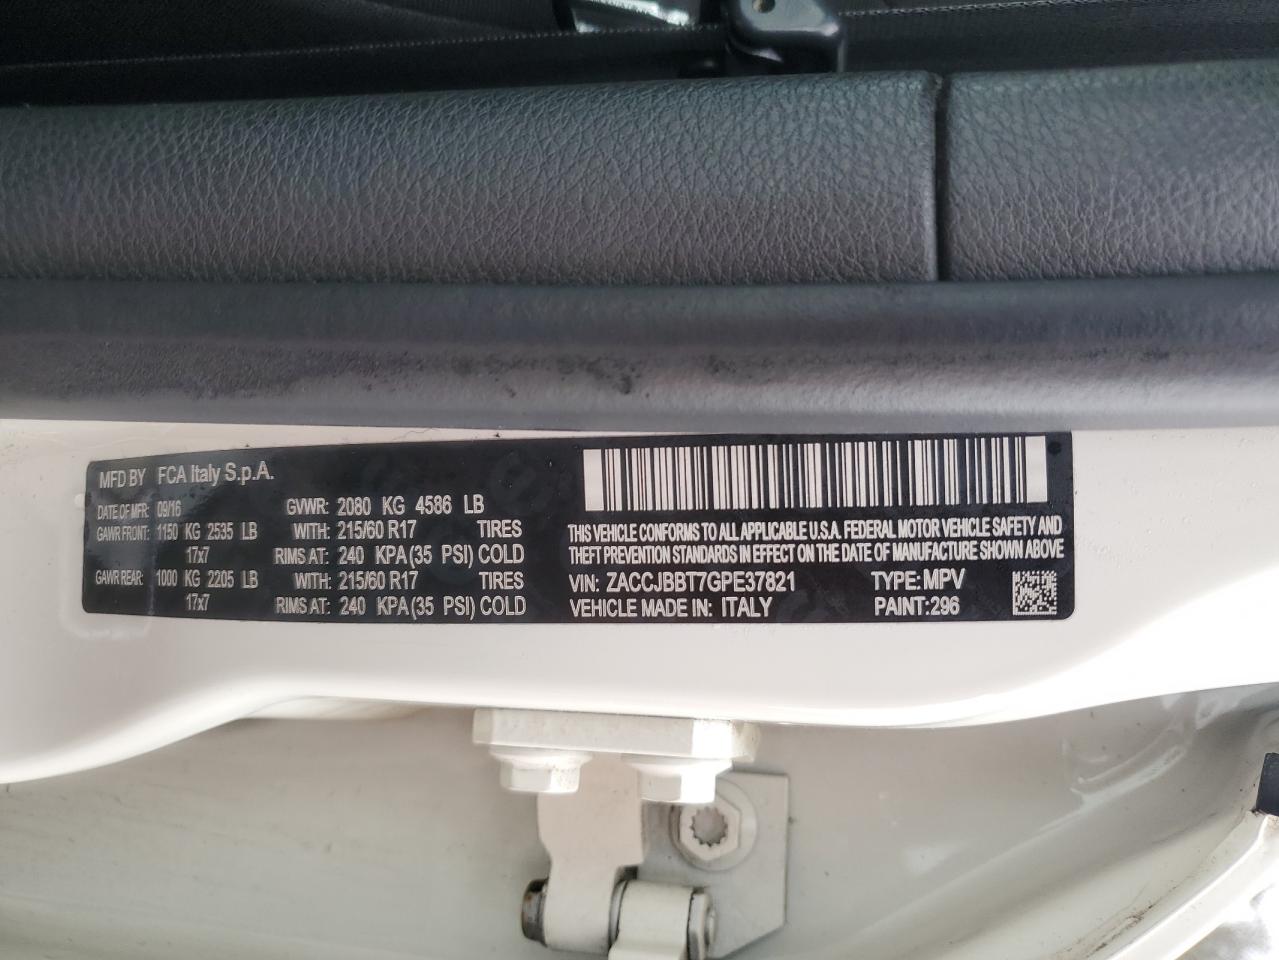 MFD BY FCA Italy S.p.A.
DATE OF MFR: 09/16 GVWR: 2080 KG 4586 LB
GAWR FRONT: 1150 KG 2535 LB WITH: 215/60 R17 TIRES
17x7 RIMS AT: 240 KPA(35 PSI) COLD
GAWR REAR: 1000 KG 2205 LB WITH: 215/60 R17 TIRES
17x7 RIMS AT: 240 KPA(35 PSI) COLD
THIS VEHICLE CONFORMS TO ALL APPLICABLE U.S.A. FEDERAL MOTOR VEHICLE SAFETY AND
THEFT PREVENTION STANDARDS IN EFFECT ON THE DATE OF MANUFACTURE SHOWN ABOVE
VIN: ZACCJBBT7GPE37821 TYPE: MPV
VEHICLE MADE IN: ITALY PAINT:296